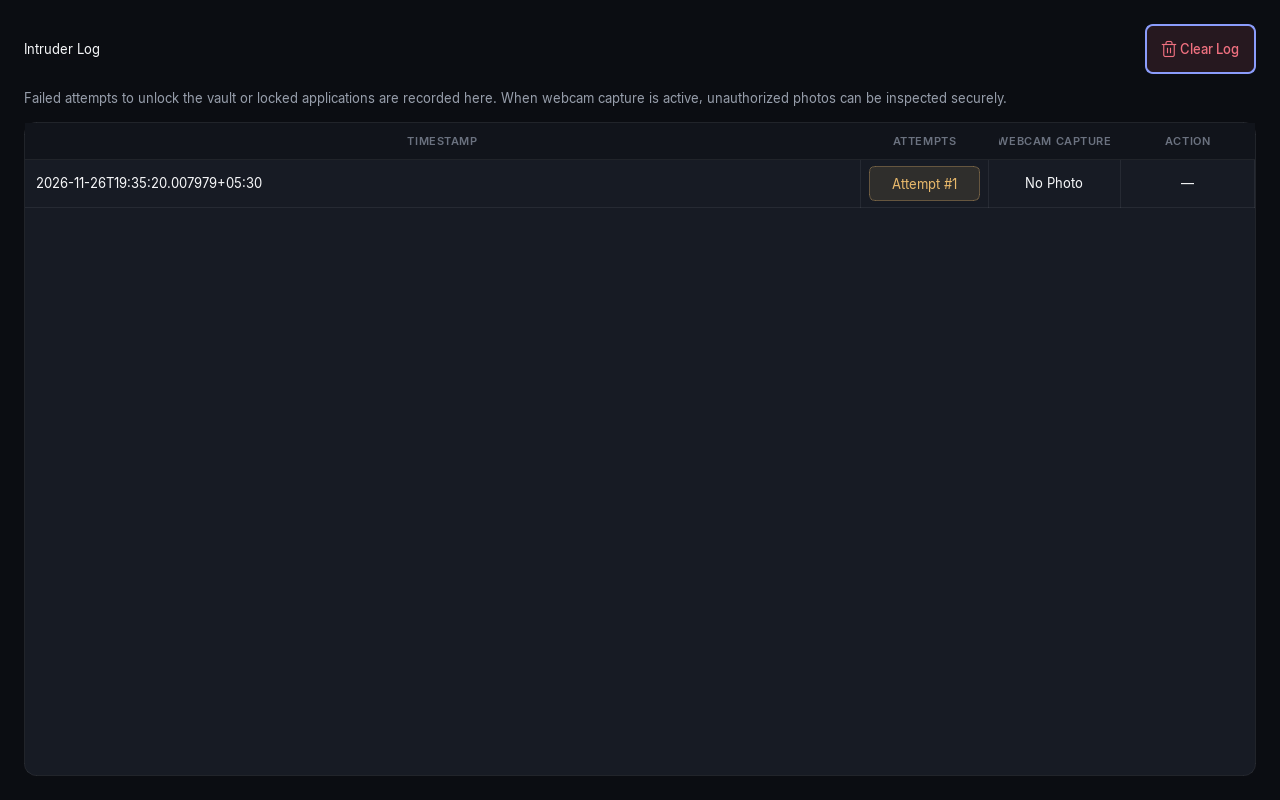 Intruder Log
Clear Log
Failed attempts to unlock the vault or locked applications are recorded here. When webcam capture is active, unauthorized photos can be inspected securely.
TIMESTAMP ATTEMPTS WEBCAM CAPTURE ACTION
2026-11-26T19:35:20.007979+05:30 Attempt #1 No Photo —